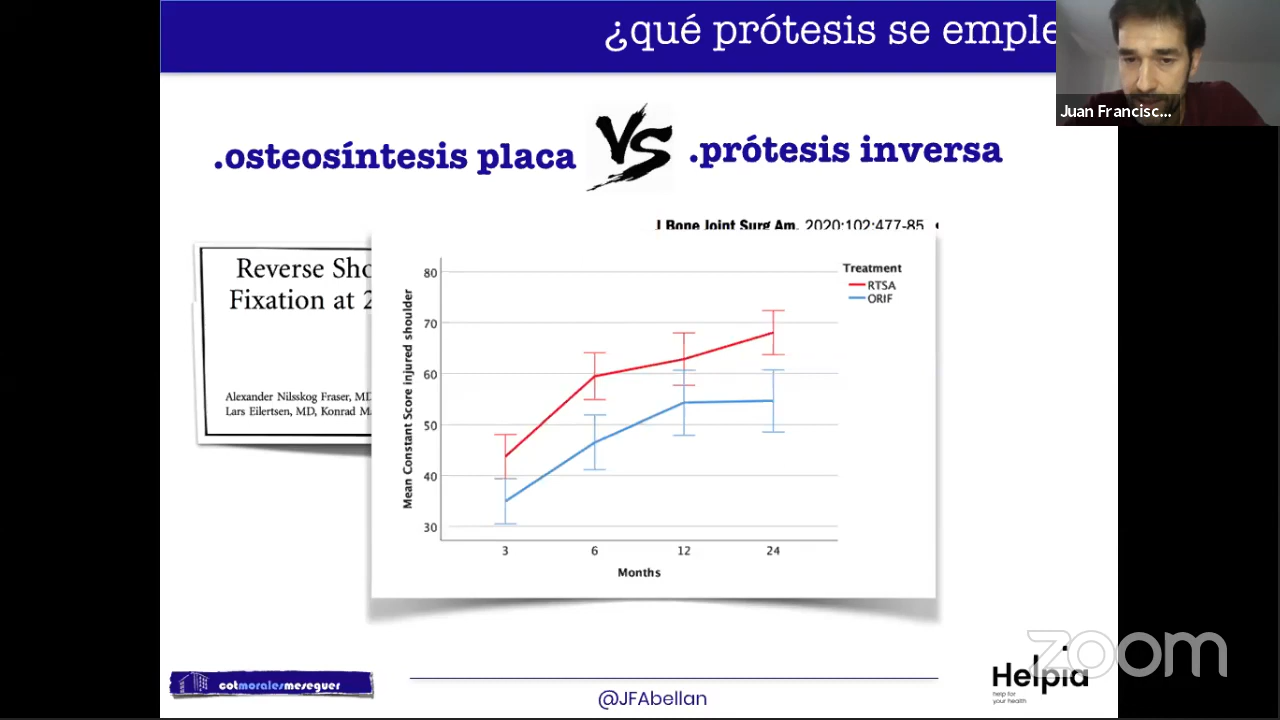 ¿qué prótesis se emple
Juan Francisc...
.osteosíntesis placa
VS
.prótesis inversa
J Bone Joint Surg Am. 2020;102:477-85
Reverse Sho
Fixation at 2
Alexander Nilsskog Fraser, MD
Lars Eilertsen, MD, Konrad Ma
Mean Constant Score injured shoulder
80
70
60
50
40
30
3 6 12 24
Months
Treatment
RTSA
ORIF
cotmoralesmeseguer
@JFAbellan
Helpia
help for
your health
zoom